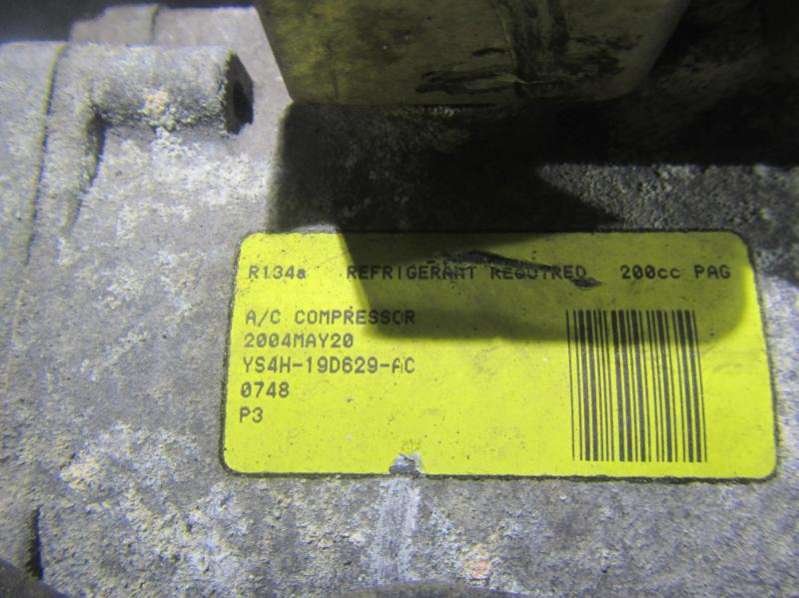 R134a REFRIGERANT REQUIRED 200cc PAG
A/C COMPRESSOR
2004MAY20
YS4H-19D629-AC
0748
P3